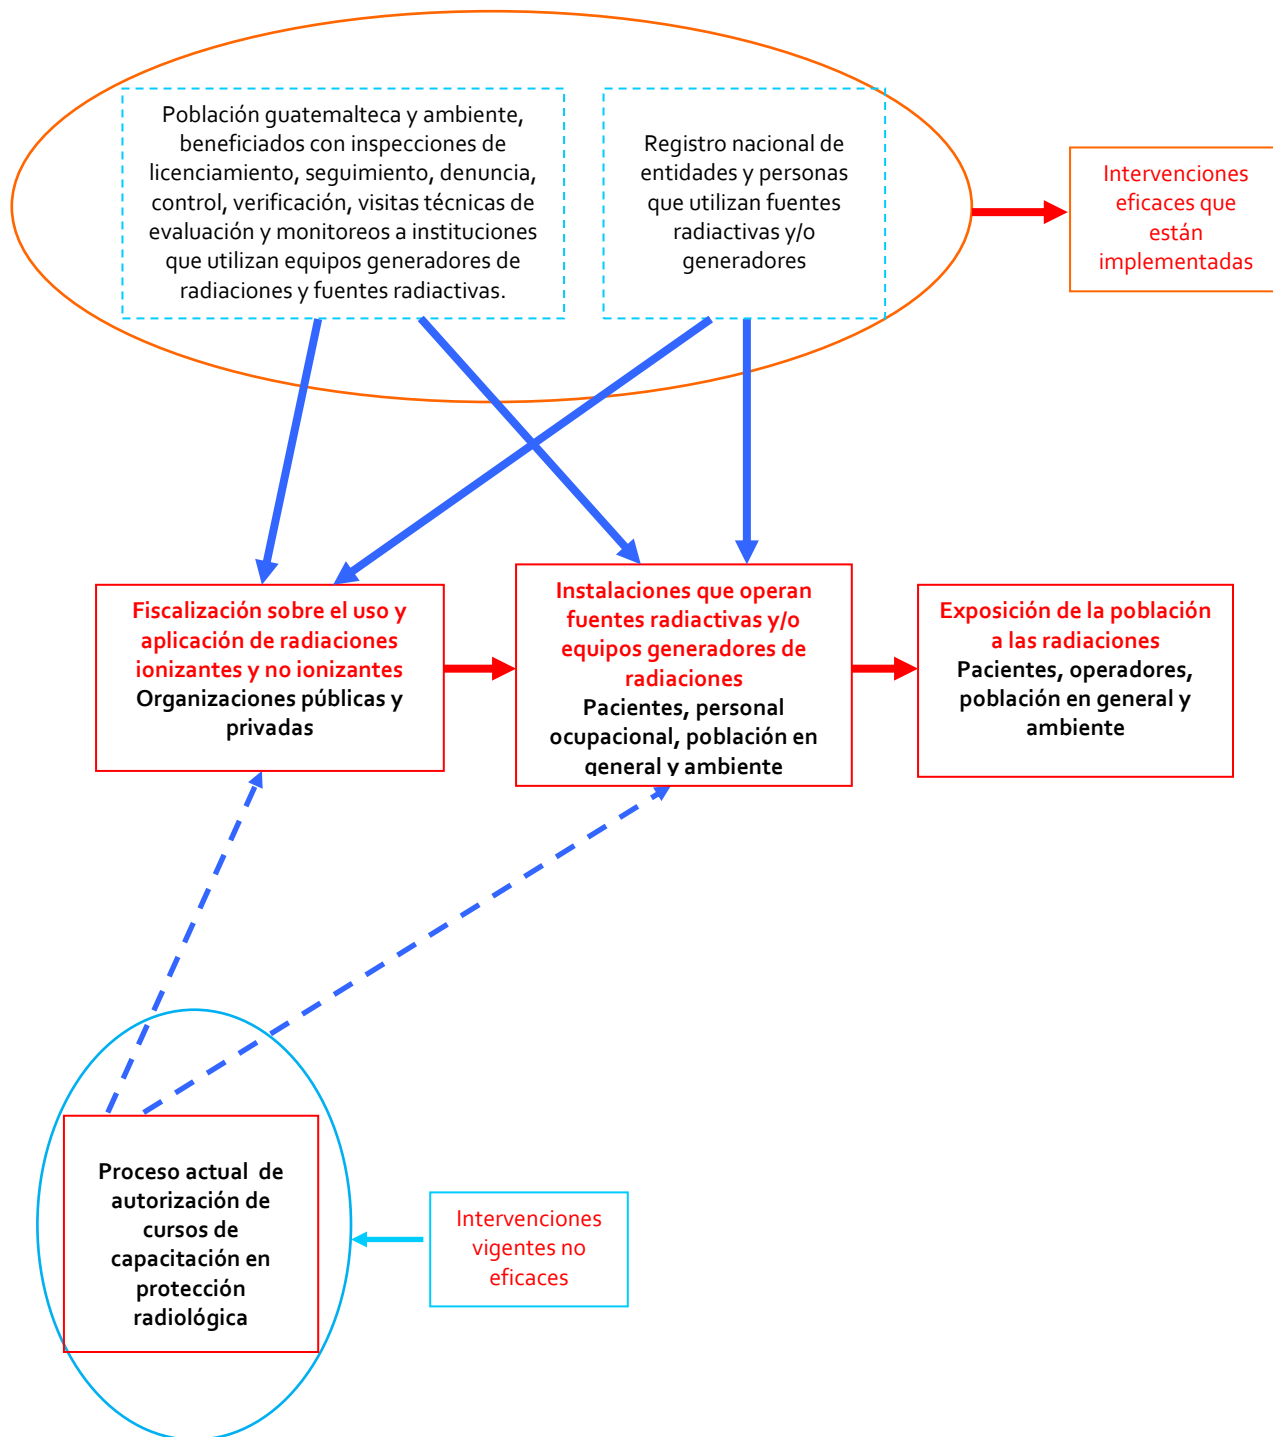 Población guatemalteca y ambiente,
beneficiados con inspecciones de
licenciamiento, seguimiento, denuncia,
control, verificación, visitas técnicas de
evaluación y monitoreos a instituciones
que utilizan equipos generadores de
radiaciones y fuentes radiactivas.
Registro nacional de
entidades y personas
que utilizan fuentes
radiactivas y/o
generadores
Intervenciones
eficaces que
están
implementadas
Fiscalización sobre el uso y
aplicación de radiaciones
ionizantes y no ionizantes
Organizaciones públicas y
privadas
Instalaciones que operan
fuentes radiactivas y/o
equipos generadores de
radiaciones
Pacientes, personal
ocupacional, población en
general y ambiente
Exposición de la población
a las radiaciones
Pacientes, operadores,
población en general y
ambiente
Proceso actual de
autorización de
cursos de
capacitación en
protección
radiológica
Intervenciones
vigentes no
eficaces